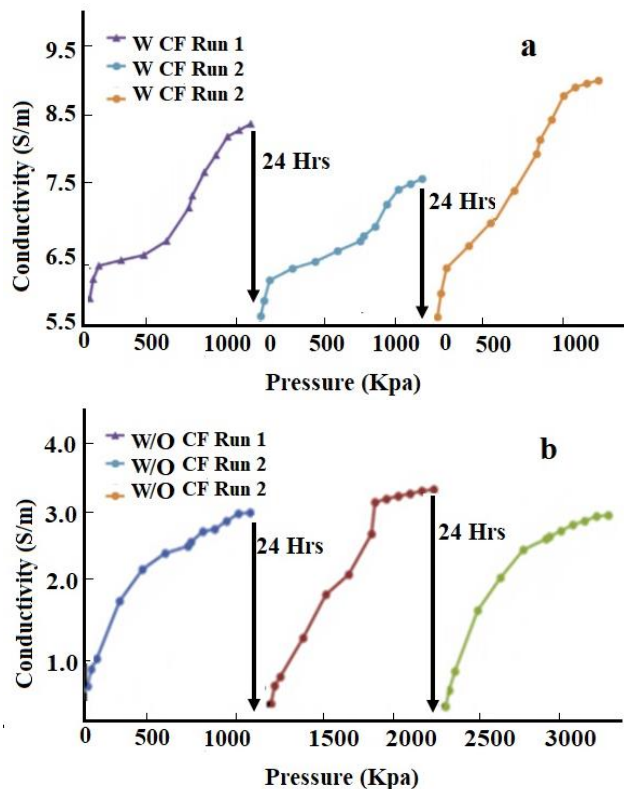 a
9.5
8.5
7.5
6.5
5.5
Conductivity (S/m)
W CF Run 1
W CF Run 2
W CF Run 2
24 Hrs
24 Hrs
0 500 1000 0 500 1000 0 500 1000
Pressure (Kpa)
b
4.0
3.0
2.0
1.0
Conductivity (S/m)
W/O CF Run 1
W/O CF Run 2
W/O CF Run 2
24 Hrs
24 Hrs
0 500 1000 1500 2000 2500 3000
Pressure (Kpa)